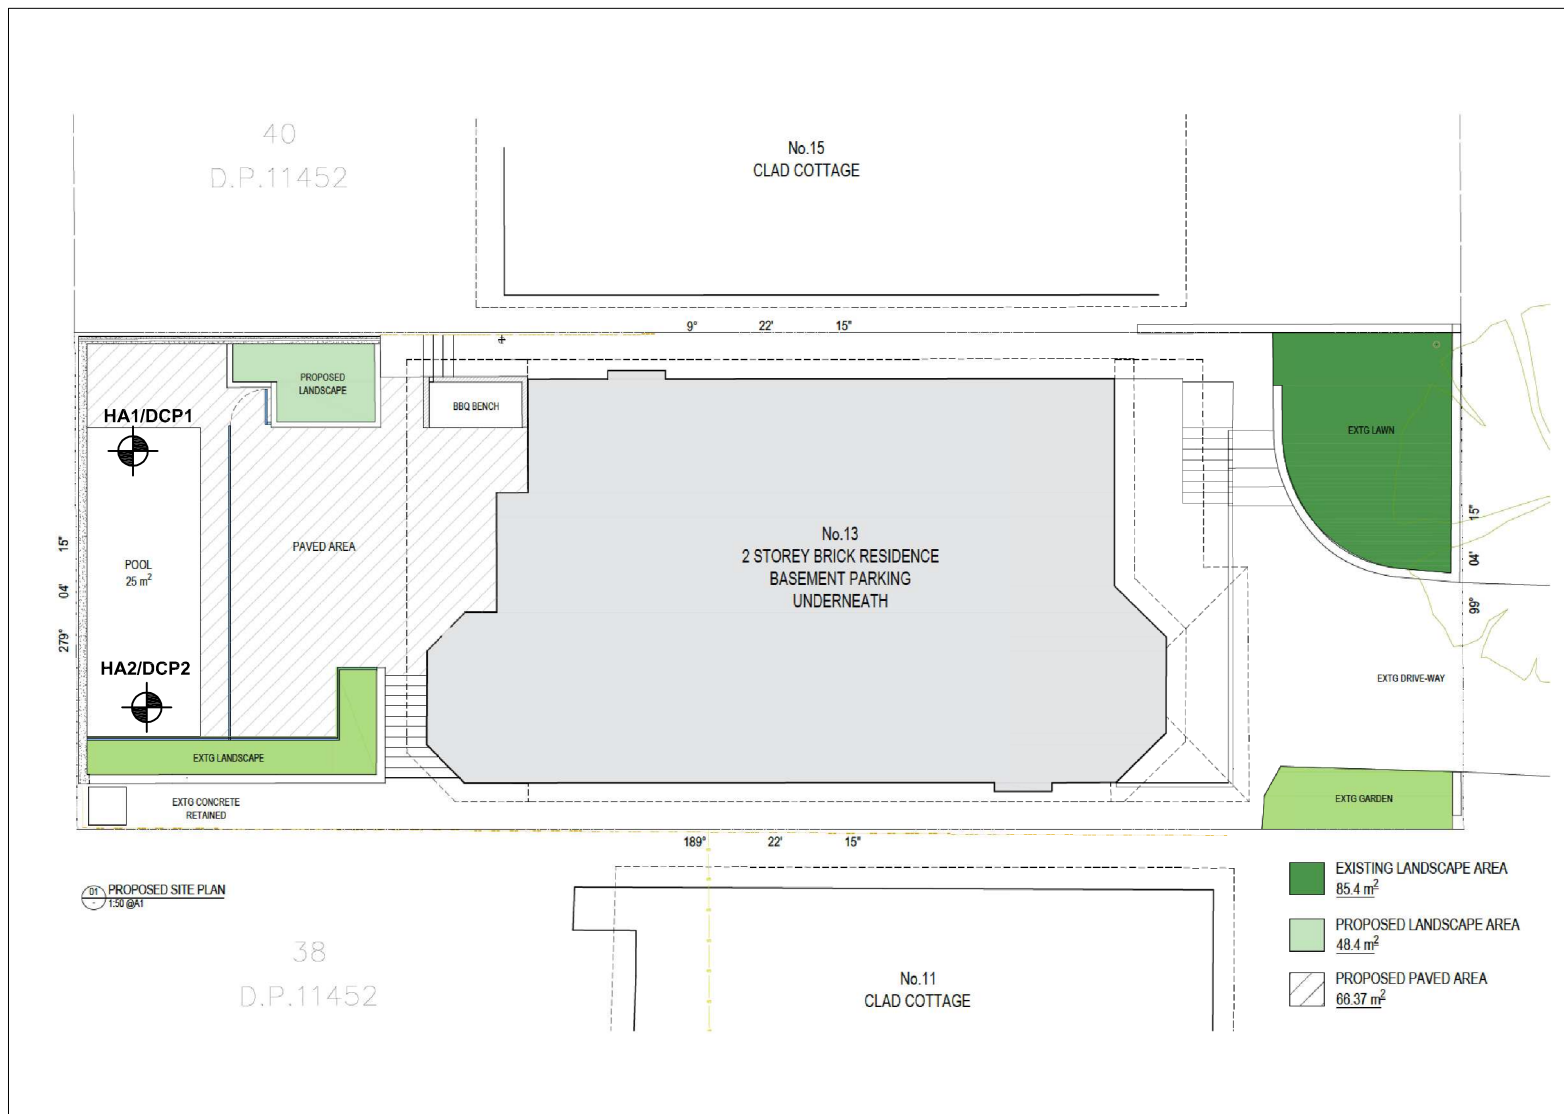 40
D.P.11452
No.15
CLAD COTTAGE
9° 22' 15"
PROPOSED
LANDSCAPE
BBQ BENCH
HA1/DCP1
EXTG LAWN
PAVED AREA
POOL
25 m²
No.13
2 STOREY BRICK RESIDENCE
BASEMENT PARKING
UNDERNEATH
279° 04' 15"
99° 04' 15"
HA2/DCP2
EXTG DRIVE-WAY
EXTG LANDSCAPE
EXTG CONCRETE
RETAINED
EXTG GARDEN
189° 22' 15"
01 PROPOSED SITE PLAN
- 1:50 @A1
38
D.P.11452
No.11
CLAD COTTAGE
EXISTING LANDSCAPE AREA
85.4 m²
PROPOSED LANDSCAPE AREA
48.4 m²
PROPOSED PAVED AREA
66.37 m²